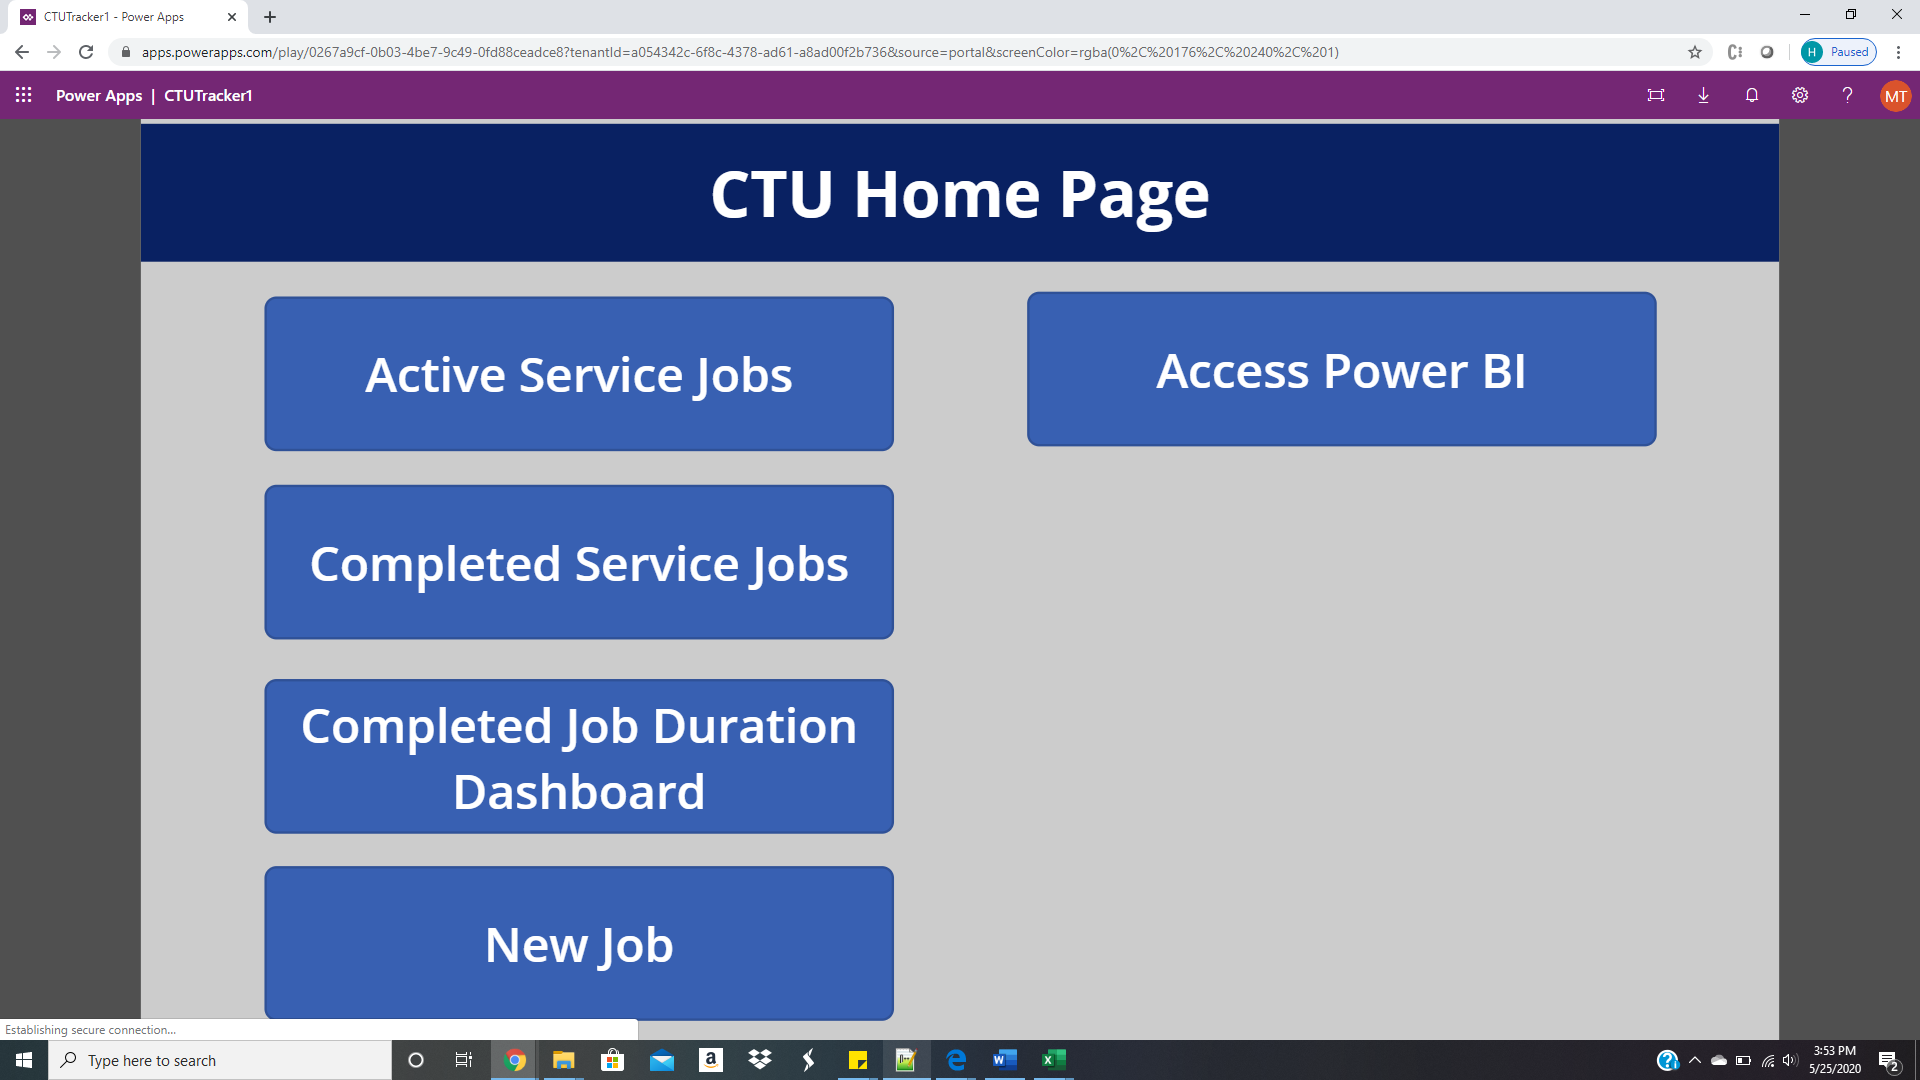 CTUTracker1 - Power Apps
apps.powerapps.com/play/0267a9cf-0b03-4be7-9c49-0fd88ceadce8?tenantId=a054342c-6f8c-4378-ad61-a8ad00f2b736&source=portal&screenColor=rgba(0%2C%20176%2C%20240%2C%201)
H Paused
Power Apps | CTUTracker1
? MT
CTU Home Page
Active Service Jobs
Access Power BI
Completed Service Jobs
Completed Job Duration
Dashboard
New Job
Establishing secure connection...
Type here to search
3:53 PM
5/25/2020
2